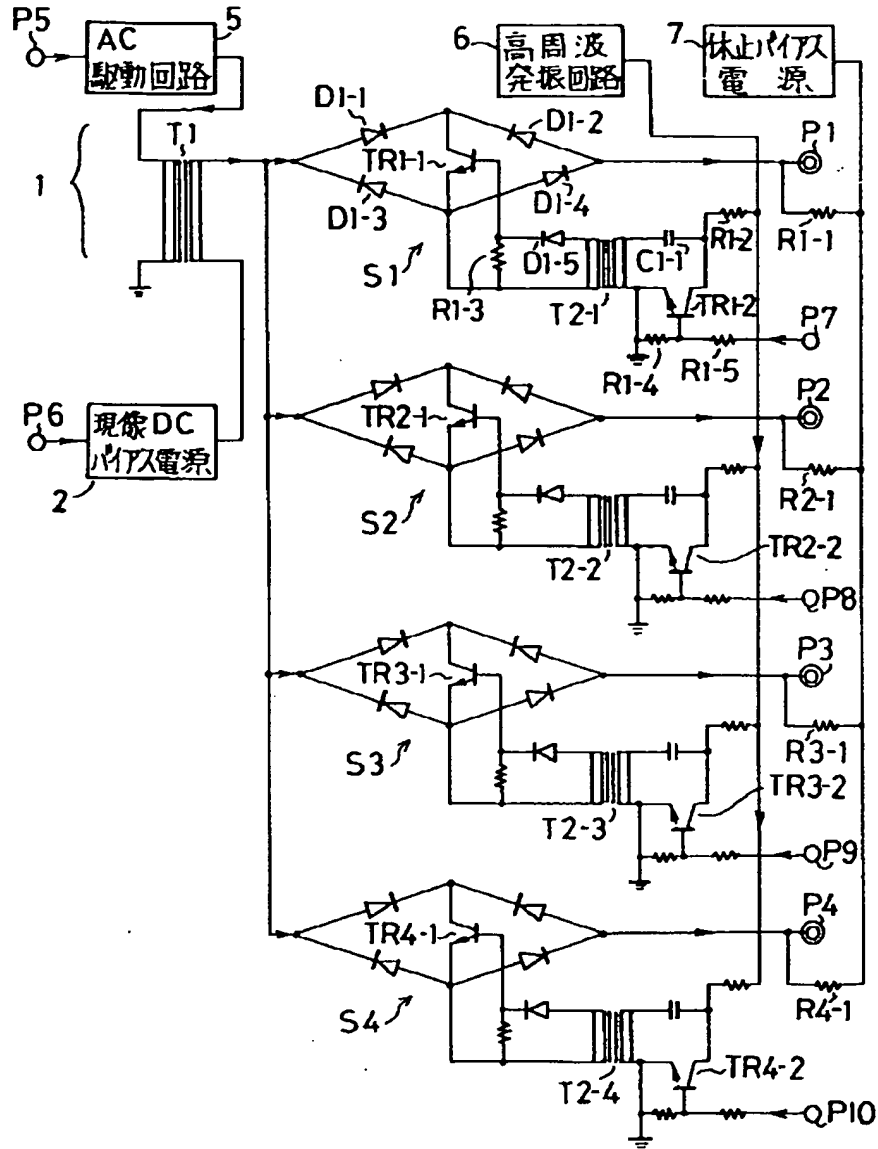 P5
5
AC
駆動回路
6
高周波
発振回路
7
休止バイアス
電源
1
T1
D1-1
D1-2
TR1-1
D1-3
D1-4
P1
S1
R1-3
D1-5
T2-1
C1-1
R1-2
R1-1
TR1-2
P7
R1-4
R1-5
P6
現像DC
バイアス電源
2
TR2-1
P2
S2
T2-2
R2-1
TR2-2
P8
TR3-1
P3
S3
T2-3
R3-1
TR3-2
P9
TR4-1
P4
S4
T2-4
R4-1
TR4-2
P10